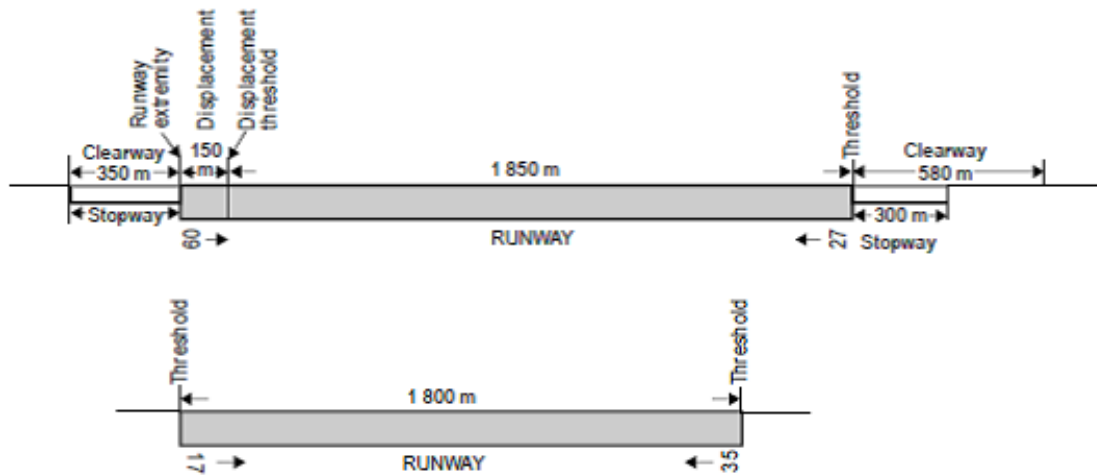 Runway
extremity
Displacement
Displacement
threshold
Threshold
Clearway
350 m
150
m
1 850 m
Clearway
580 m
Stopway
300 m
09
RUNWAY
27
Stopway
Threshold
Threshold
1 800 m
17
RUNWAY
35